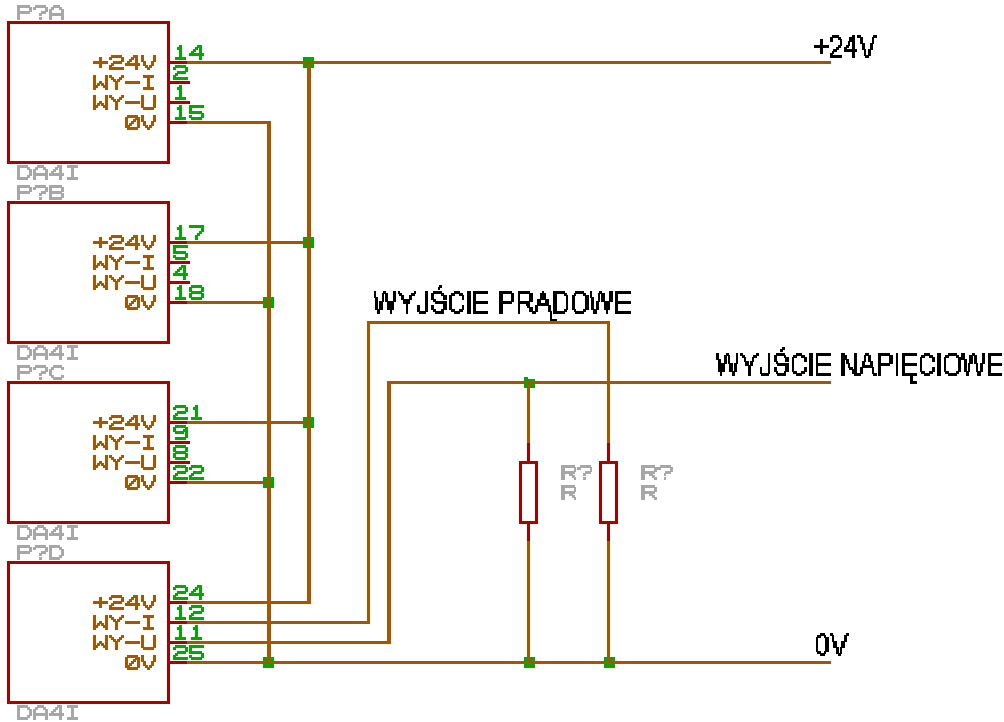 P?A
+24V 14
WY-I 2
WY-U 1
0V 15
DA4I
+24V
P?B
+24V 17
WY-I 5
WY-U 4
0V 18
DA4I
WYJŚCIE PRĄDOWE
WYJŚCIE NAPIĘCIOWE
P?C
+24V 21
WY-I 9
WY-U 8
0V 22
DA4I
R?
R
R?
R
P?D
+24V 24
WY-I 12
WY-U 11
0V 25
DA4I
0V